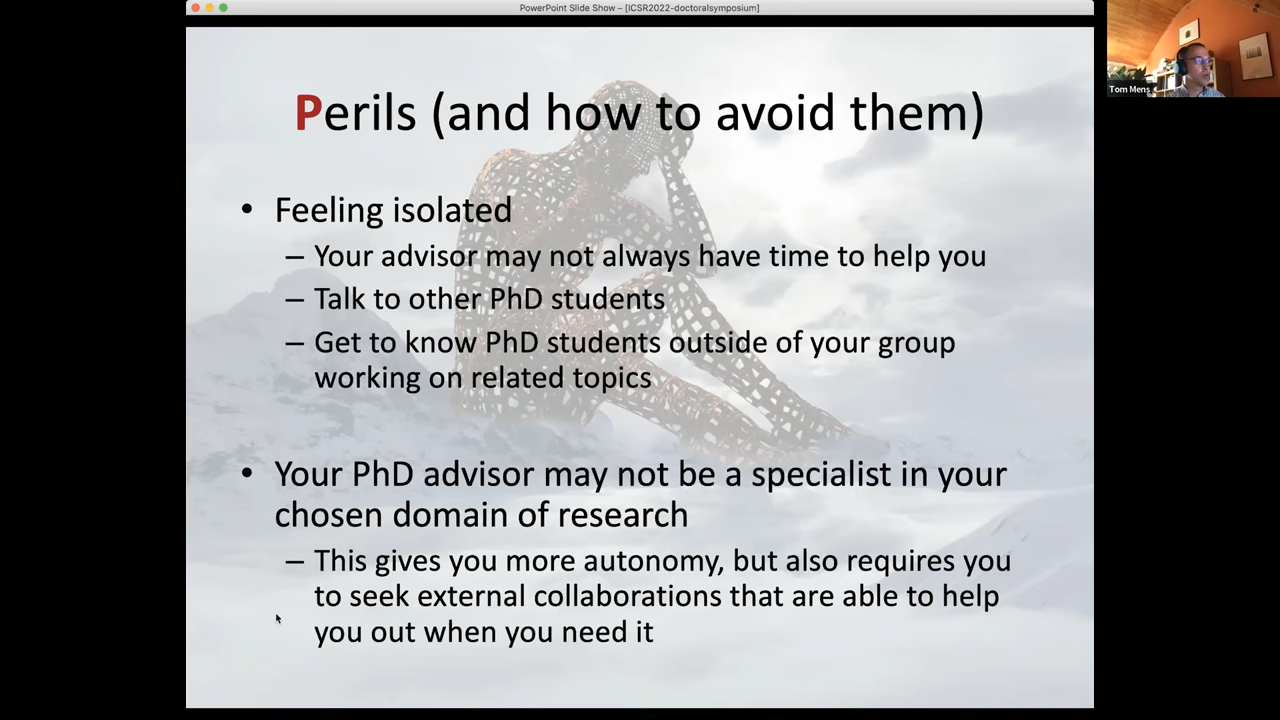 PowerPoint Slide Show – [ICSR2022-doctoralsymposium]
Perils (and how to avoid them)
• Feeling isolated
– Your advisor may not always have time to help you
– Talk to other PhD students
– Get to know PhD students outside of your group
working on related topics
• Your PhD advisor may not be a specialist in your
chosen domain of research
– This gives you more autonomy, but also requires you
to seek external collaborations that are able to help
you out when you need it
Tom Mens